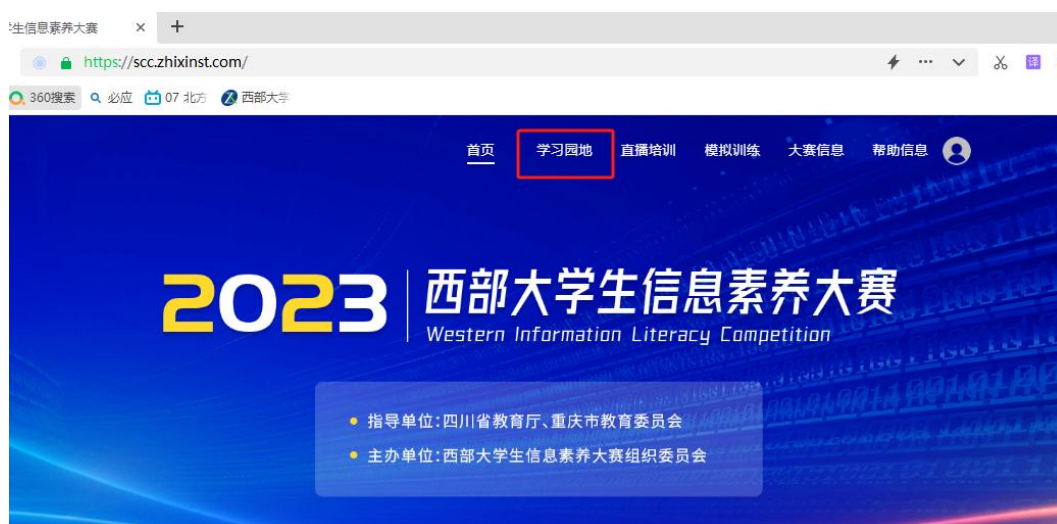 生信息素养大赛
https://scc.zhixinst.com/
译
360搜索 必应 07 北方 西部大学
首页 学习园地 直播培训 模拟训练 大赛信息 帮助信息
2023 西部大学生信息素养大赛
Western Information Literacy Competition
指导单位:四川省教育厅、重庆市教育委员会
主办单位:西部大学生信息素养大赛组织委员会